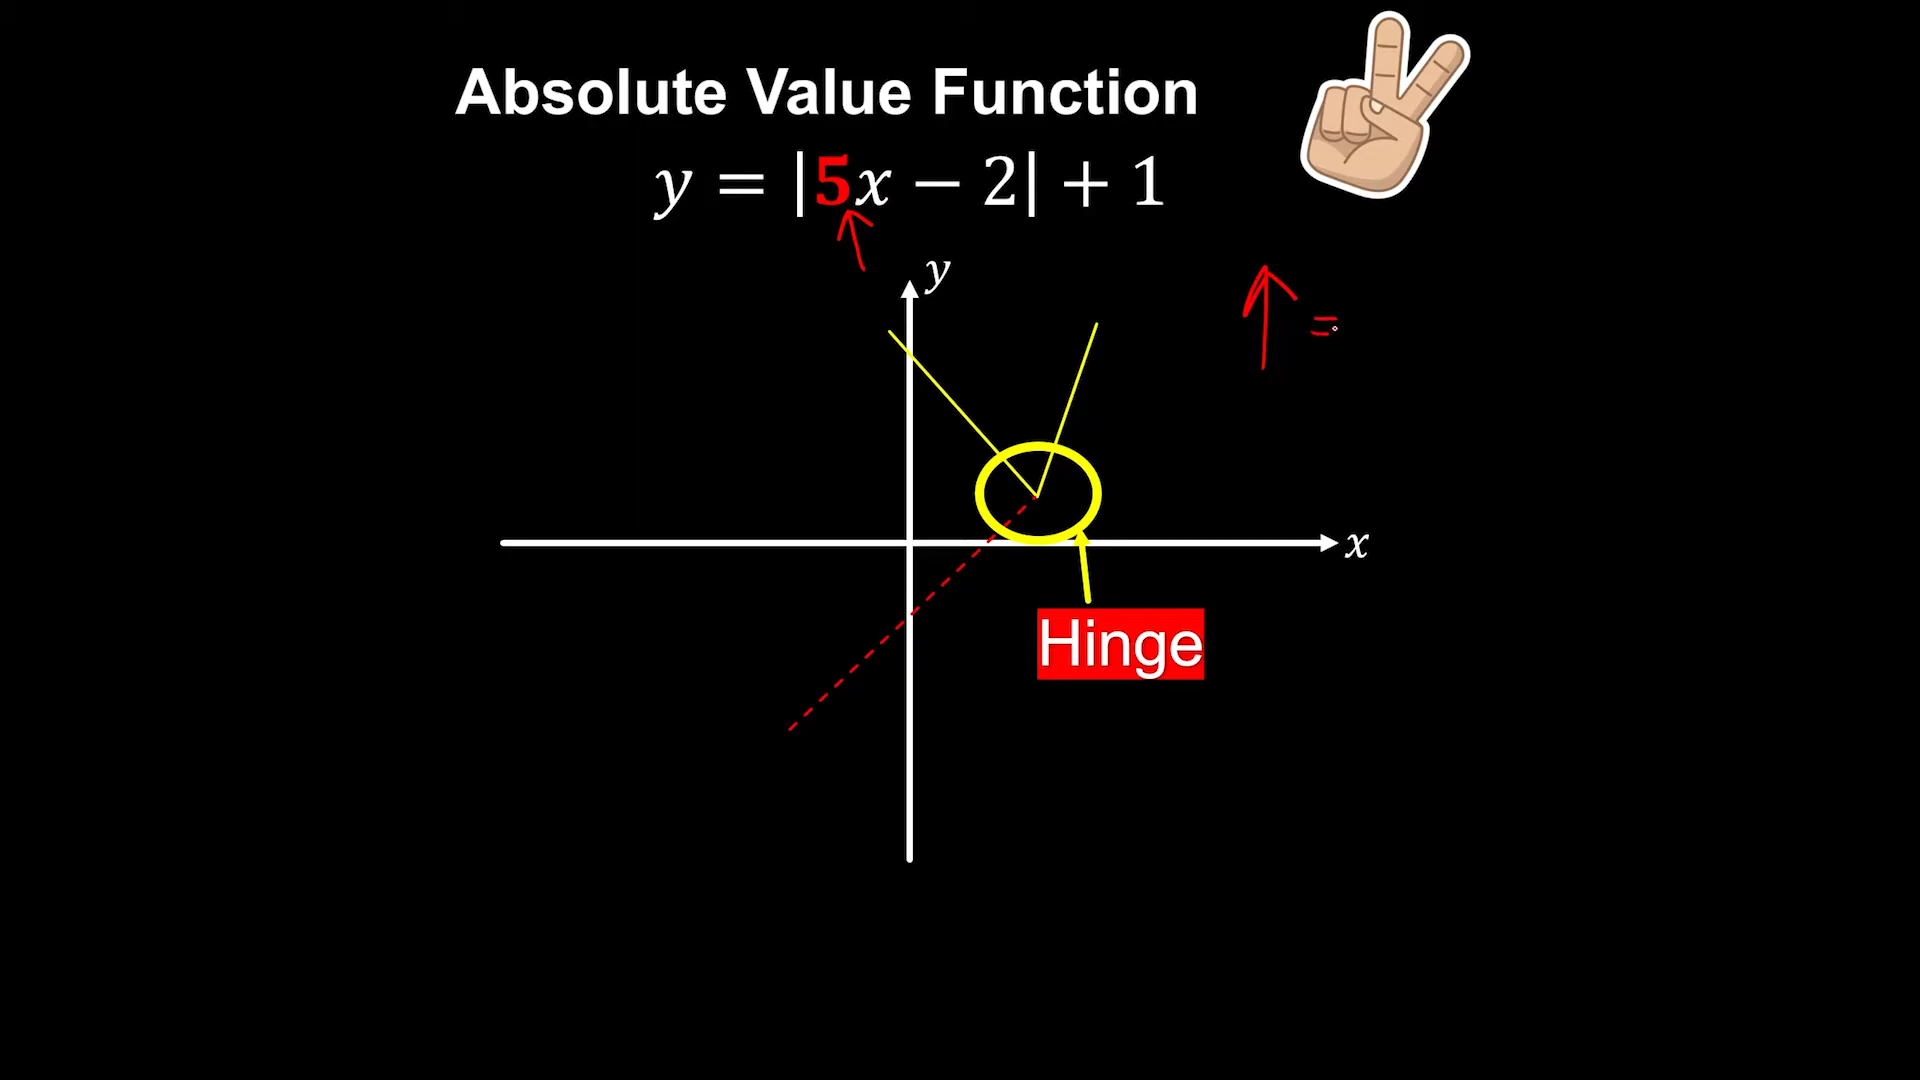 Absolute Value Function
y = |5x − 2| + 1
y
=
x
Hinge